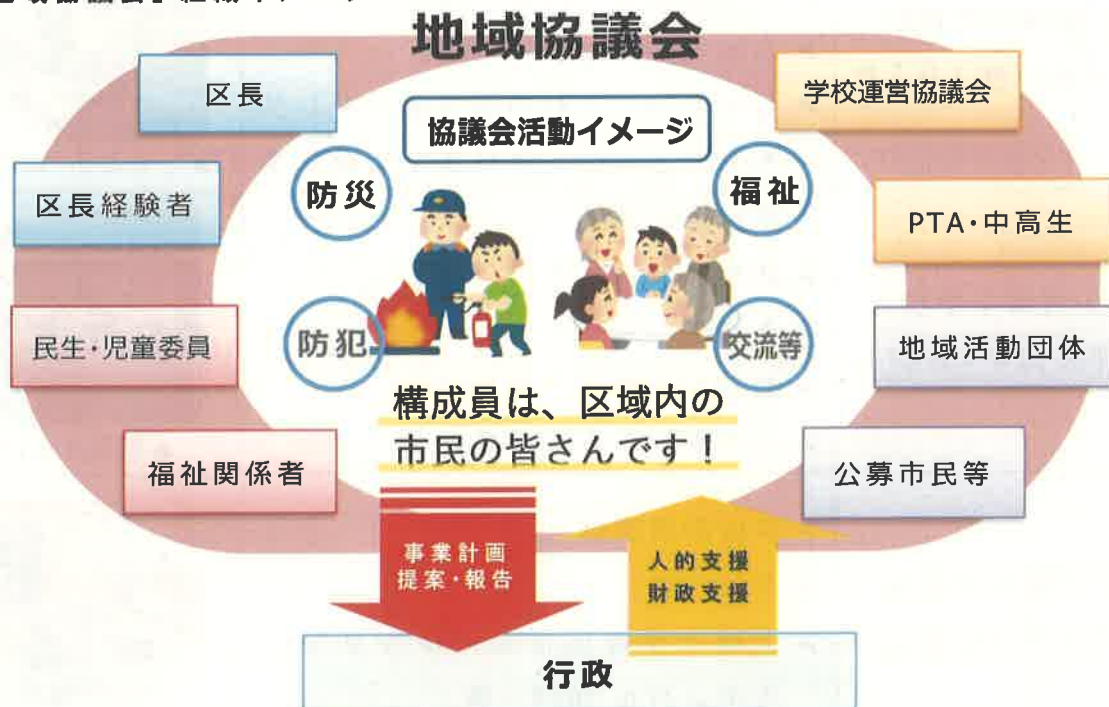 地域協議会
区長
学校運営協議会
協議会活動イメージ
防災
福祉
区長経験者
PTA・中高生
防犯
交流等
民生・児童委員
地域活動団体
構成員は、区域内の
市民の皆さんです！
福祉関係者
公募市民等
事業計画
提案・報告
人的支援
財政支援
行政